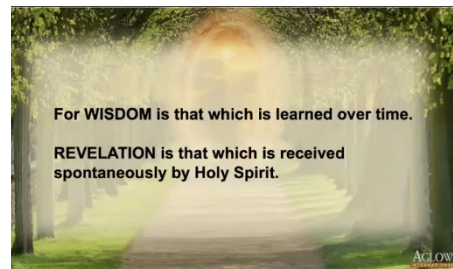 For WISDOM is that which is learned over time.
REVELATION is that which is received
spontaneously by Holy Spirit.
AGLOW